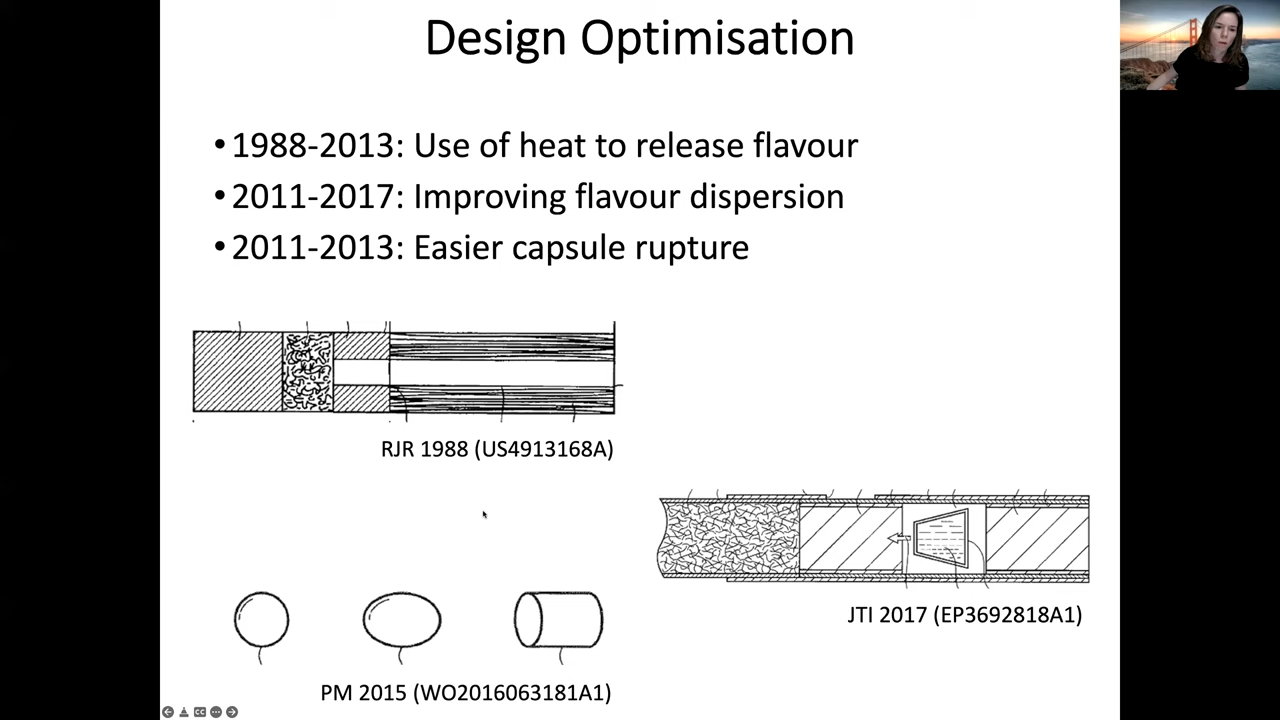 Design Optimisation
•1988-2013: Use of heat to release flavour
•2011-2017: Improving flavour dispersion
•2011-2013: Easier capsule rupture
RJR 1988 (US4913168A)
JTI 2017 (EP3692818A1)
PM 2015 (WO2016063181A1)
CC